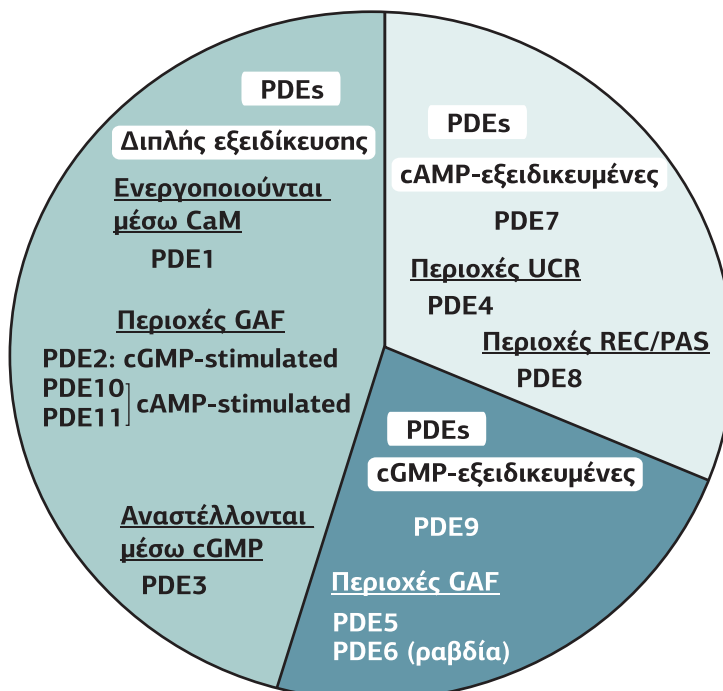 PDEs
Διπλής εξειδίκευσης
Ενεργοποιούνται
μέσω CaM
PDE1
Περιοχές GAF
PDE2: cGMP-stimulated
PDE10
PDE11
cAMP-stimulated
Αναστέλλονται
μέσω cGMP
PDE3
PDEs
cAMP-εξειδικευμένες
PDE7
Περιοχές UCR
PDE4
Περιοχές REC/PAS
PDE8
PDEs
cGMP-εξειδικευμένες
PDE9
Περιοχές GAF
PDE5
PDE6 (ραβδία)